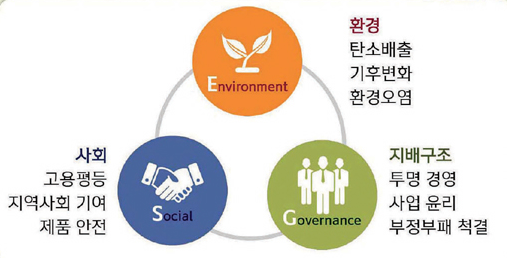 환경
탄소배출
기후변화
환경오염
Environment
사회
고용평등
지역사회 기여
제품 안전
Social
Governance
지배구조
투명 경영
사업 윤리
부정부패 척결